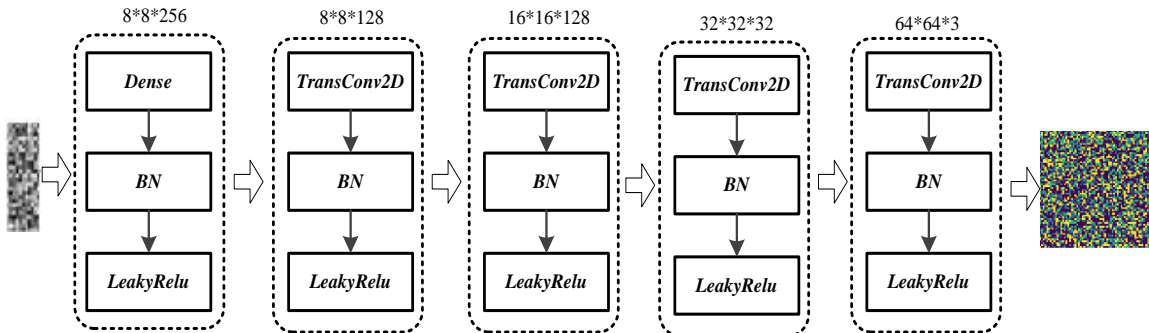 8*8*256
8*8*128
16*16*128
32*32*32
64*64*3
Dense
TransConv2D
TransConv2D
TransConv2D
TransConv2D
BN
BN
BN
BN
BN
LeakyRelu
LeakyRelu
LeakyRelu
LeakyRelu
LeakyRelu